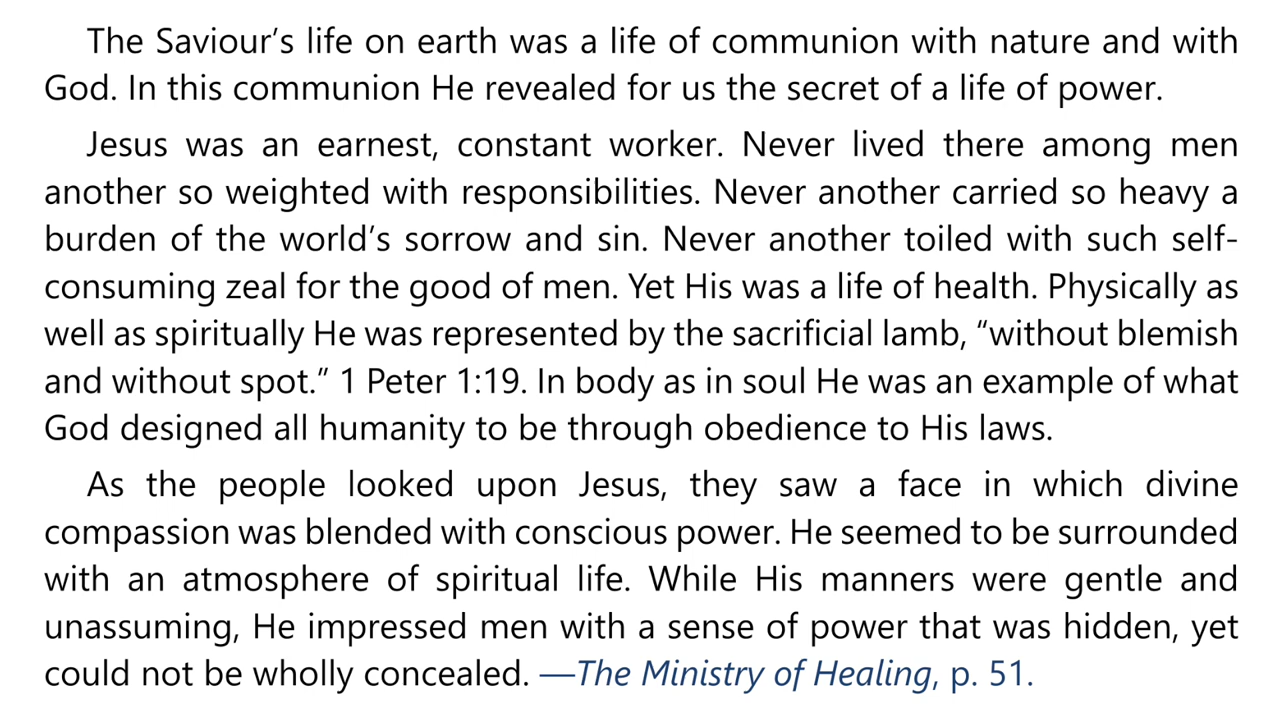 The Saviour’s life on earth was a life of communion with nature and with
God. In this communion He revealed for us the secret of a life of power.
Jesus was an earnest, constant worker. Never lived there among men
another so weighted with responsibilities. Never another carried so heavy a
burden of the world’s sorrow and sin. Never another toiled with such self-
consuming zeal for the good of men. Yet His was a life of health. Physically as
well as spiritually He was represented by the sacrificial lamb, “without blemish
and without spot.” 1 Peter 1:19. In body as in soul He was an example of what
God designed all humanity to be through obedience to His laws.
As the people looked upon Jesus, they saw a face in which divine
compassion was blended with conscious power. He seemed to be surrounded
with an atmosphere of spiritual life. While His manners were gentle and
unassuming, He impressed men with a sense of power that was hidden, yet
could not be wholly concealed. —The Ministry of Healing, p. 51.